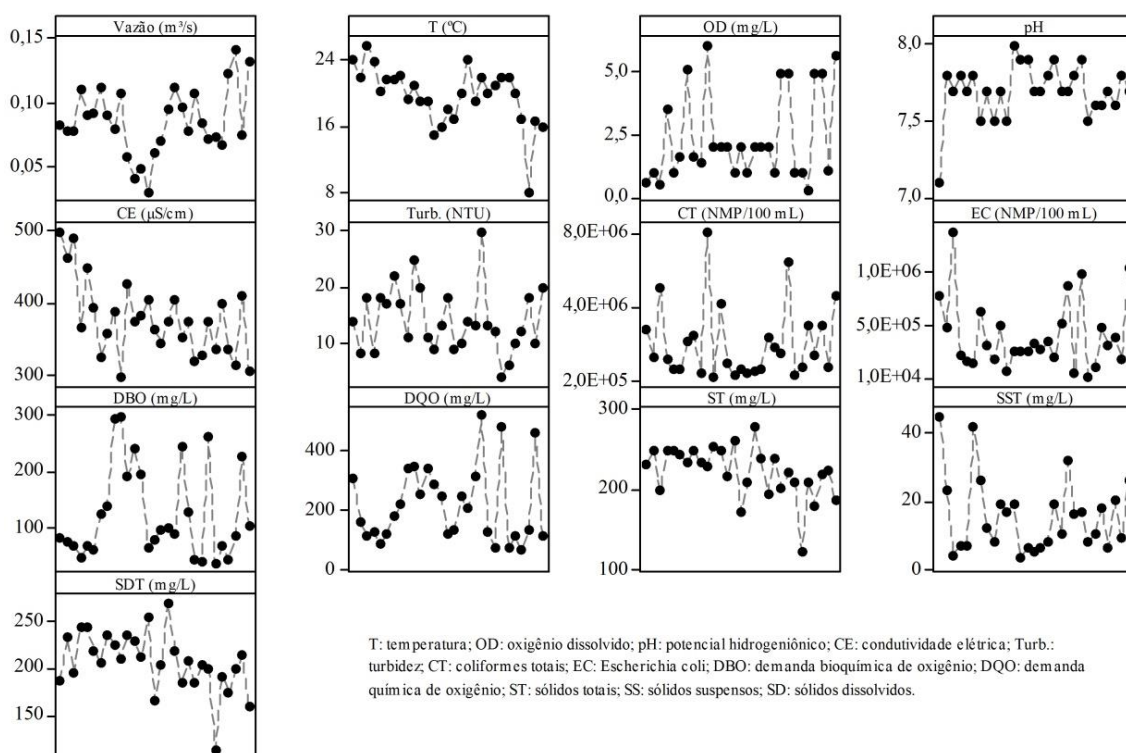 Vazão (m³/s)
0,15
0,10
0,05
T (ºC)
24
16
8
OD (mg/L)
5,0
2,5
0,0
pH
8,0
7,5
7,0
CE (µS/cm)
500
400
300
Turb. (NTU)
30
20
10
CT (NMP/100 mL)
8,0E+06
4,0E+06
2,0E+05
EC (NMP/100 mL)
1,0E+06
5,0E+05
1,0E+04
DBO (mg/L)
300
200
100
DQO (mg/L)
400
200
0
ST (mg/L)
300
200
100
SST (mg/L)
40
20
0
SDT (mg/L)
250
200
150
T: temperatura; OD: oxigênio dissolvido; pH: potencial hidrogeniônico; CE: condutividade elétrica; Turb.:
turbidez; CT: coliformes totais; EC: Escherichia coli; DBO: demanda bioquímica de oxigênio; DQO: demanda
química de oxigênio; ST: sólidos totais; SS: sólidos suspensos; SD: sólidos dissolvidos.